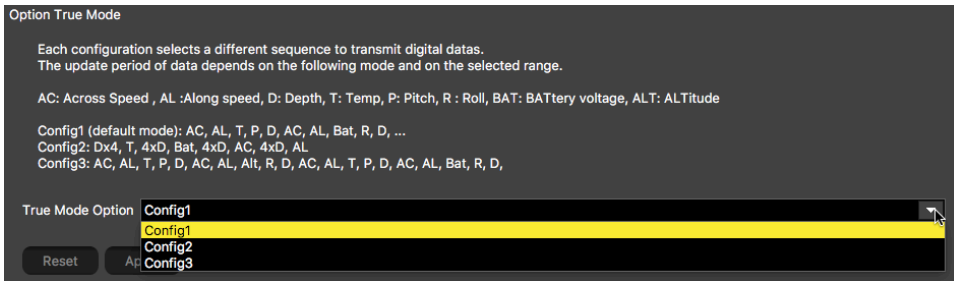 Option True Mode
Each configuration selects a different sequence to transmit digital datas.
The update period of data depends on the following mode and on the selected range.
AC: Across Speed , AL :Along speed, D: Depth, T: Temp, P: Pitch, R : Roll, BAT: BATtery voltage, ALT: ALTitude
Config1 (default mode): AC, AL, T, P, D, AC, AL, Bat, R, D, ...
Config2: Dx4, T, 4xD, Bat, 4xD, AC, 4xD, AL
Config3: AC, AL, T, P, D, AC, AL, Alt, R, D, AC, AL, T, P, D, AC, AL, Bat, R, D,
True Mode Option Config1
Config1
Config2
Config3
Reset